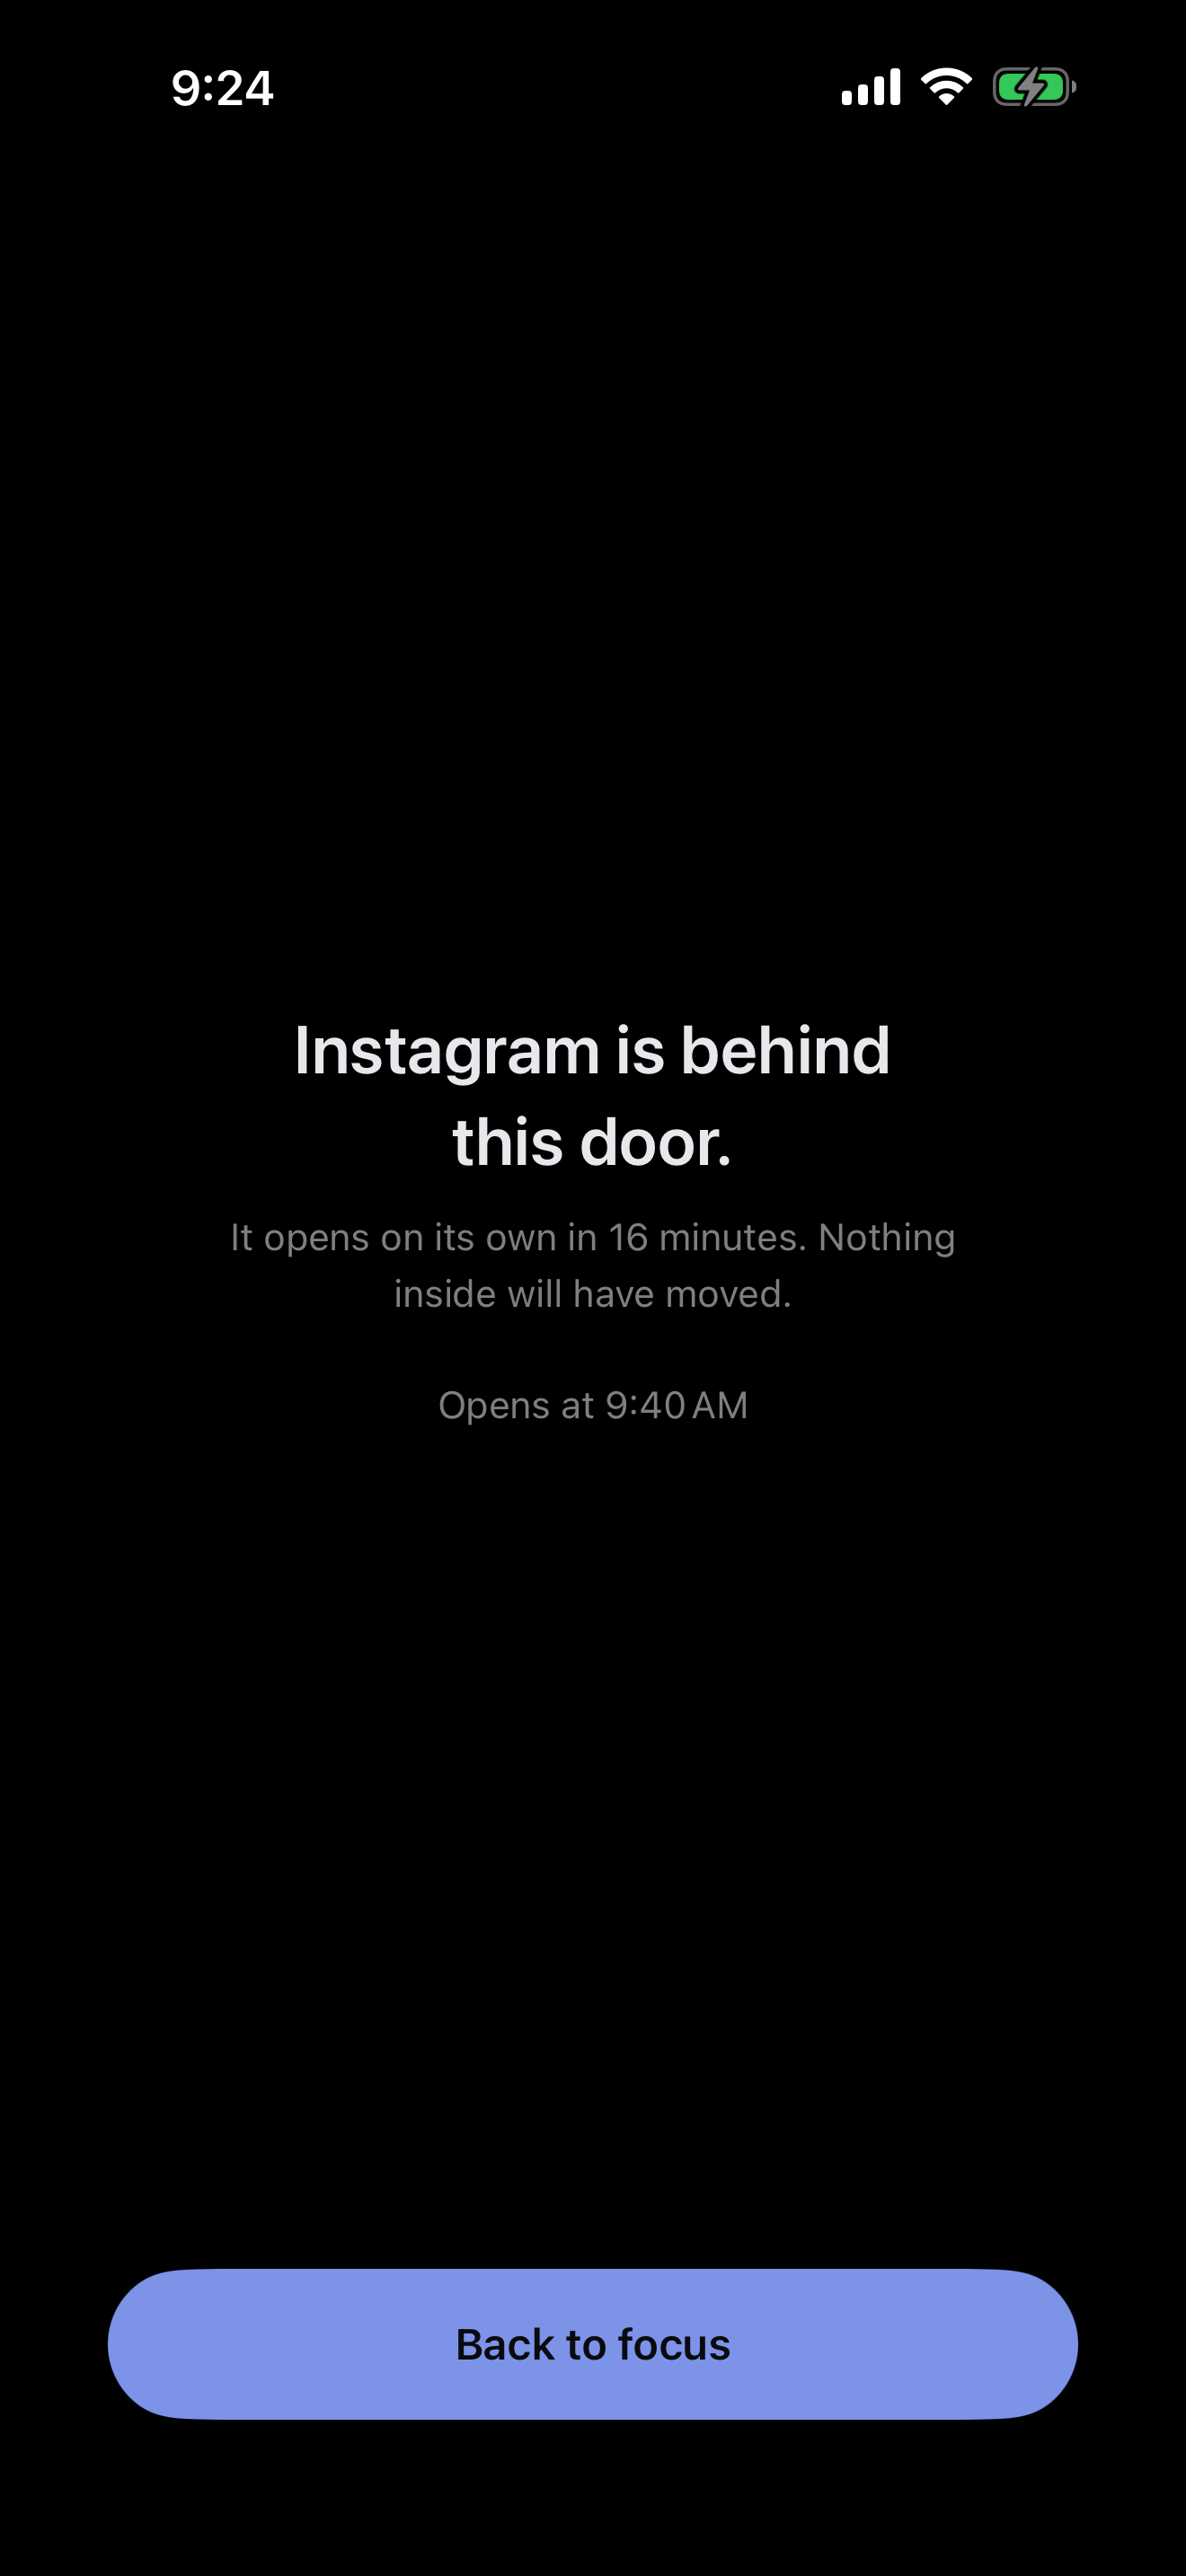 9:24
Instagram is behind
this door.
It opens on its own in 16 minutes. Nothing
inside will have moved.
Opens at 9:40 AM
Back to focus